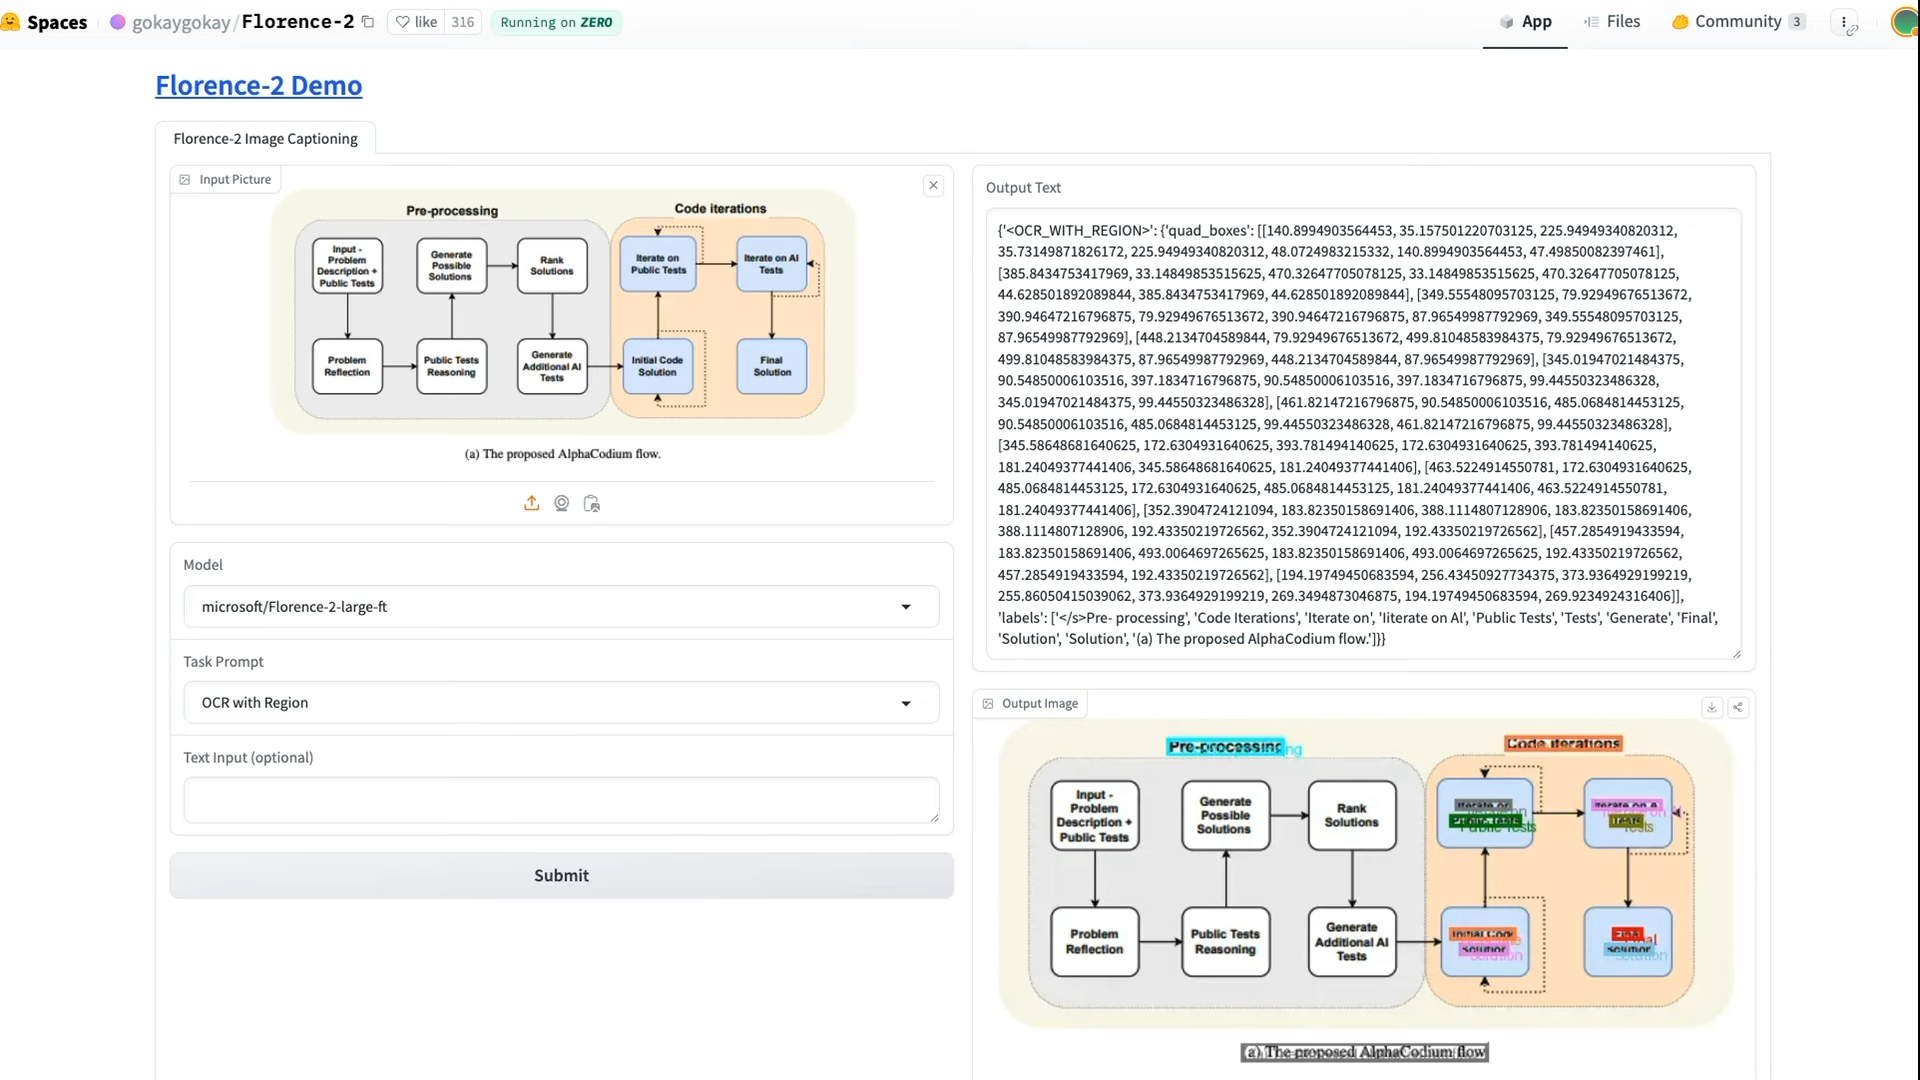 Spaces
gokaygokay/Florence-2
like 316
Running on ZERO
App
Files
Community 3
Florence-2 Demo
Florence-2 Image Captioning
Input Picture
Pre-processing
Code iterations
Input -
Problem
Description +
Public Tests
Generate
Possible
Solutions
Rank
Solutions
Iterate on
Public Tests
Iterate on AI
Tests
Problem
Reflection
Public Tests
Reasoning
Generate
Additional AI
Tests
Initial Code
Solution
Final
Solution
(a) The proposed AlphaCodium flow.
Model
microsoft/Florence-2-large-ft
Task Prompt
OCR with Region
Text Input (optional)
Submit
Output Text
{'<OCR_WITH_REGION>': {'quad_boxes': [[140.8994903564453, 35.157501220703125, 225.94949340820312,
35.73149871826172, 225.94949340820312, 48.0724983215332, 140.8994903564453, 47.49850082397461],
[385.8434753417969, 33.14849853515625, 470.32647705078125, 33.14849853515625, 470.32647705078125,
44.628501892089844, 385.8434753417969, 44.628501892089844], [349.55548095703125, 79.92949676513672,
390.94647216796875, 79.92949676513672, 390.94647216796875, 87.96549987792969, 349.55548095703125,
87.96549987792969], [448.2134704589844, 79.92949676513672, 499.81048583984375, 79.92949676513672,
499.81048583984375, 87.96549987792969, 448.2134704589844, 87.96549987792969], [345.01947021484375,
90.54850006103516, 397.1834716796875, 90.54850006103516, 397.1834716796875, 99.44550323486328,
345.01947021484375, 99.44550323486328], [461.82147216796875, 90.54850006103516, 485.0684814453125,
90.54850006103516, 485.0684814453125, 99.44550323486328, 461.82147216796875, 99.44550323486328],
[345.58648681640625, 172.6304931640625, 393.781494140625, 172.6304931640625, 393.781494140625,
181.24049377441406, 345.58648681640625, 181.24049377441406], [463.5224914550781, 172.6304931640625,
485.0684814453125, 172.6304931640625, 485.0684814453125, 181.24049377441406, 463.5224914550781,
181.24049377441406], [352.3904724121094, 183.82350158691406, 388.1114807128906, 183.82350158691406,
388.1114807128906, 192.43350219726562, 352.3904724121094, 192.43350219726562], [457.2854919433594,
183.82350158691406, 493.0064697265625, 183.82350158691406, 493.0064697265625, 192.43350219726562,
457.2854919433594, 192.43350219726562], [194.19749450683594, 256.43450927734375, 373.9364929199219,
255.86050415039062, 373.9364929199219, 269.3494873046875, 194.19749450683594, 269.9234924316406]],
'labels': ['</s>Pre- processing', 'Code Iterations', 'Iterate on', 'Iiterate on Al', 'Public Tests', 'Tests', 'Generate', 'Final',
'Solution', 'Solution', '(a) The proposed AlphaCodium flow.']}}
Output Image
Pre-processing
Code iterations
Input -
Problem
Description +
Public Tests
Generate
Possible
Solutions
Rank
Solutions
Public Tests
Tests
Problem
Reflection
Public Tests
Reasoning
Generate
Additional AI
Tests
Initial Code
Solution
Final
Solution
(a) The proposed AlphaCodium flow